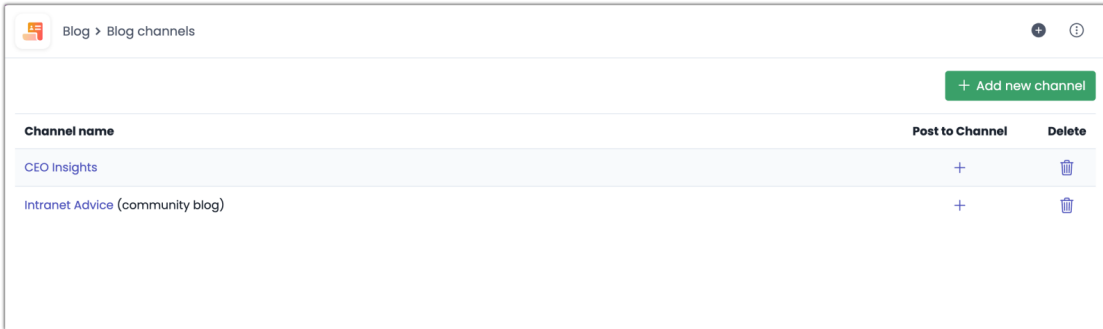 Blog > Blog channels
+ Add new channel
Channel name Post to Channel Delete
CEO Insights +
Intranet Advice (community blog) +